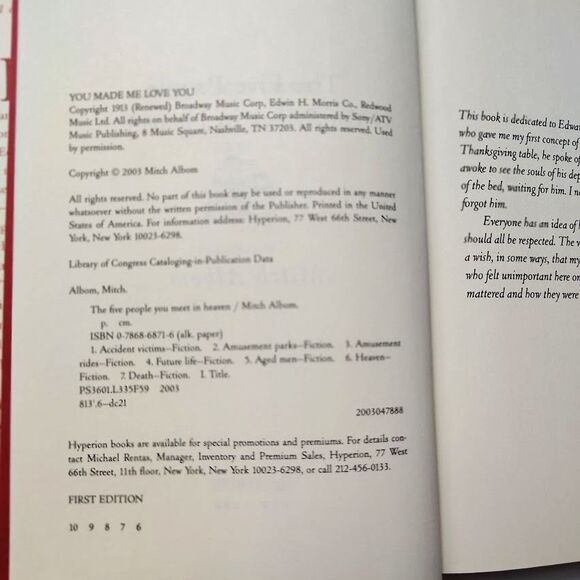 YOU MADE ME LOVE YOU
Copyright 1913 (Renewed) Broadway Music Corp, Edwin H. Morris Co., Redwood
Music Ltd. All rights on behalf of Broadway Music Corp administered by Sony/ATV
Music Publishing, 8 Music Square, Nashville, TN 37203. All rights reserved. Used
by permission.
Copyright © 2003 Mitch Albom
All rights reserved. No part of this book may be used or reproduced in any manner
whatsoever without the written permission of the Publisher. Printed in the United
States of America. For information address: Hyperion, 77 West 66th Street, New
York, New York 10023-6298.
Library of Congress Cataloging-in-Publication Data
Albom, Mitch.
The five people you meet in heaven / Mitch Albom.
p. cm.
ISBN 0-7868-6871-6 (alk. paper)
1. Accident victims—Fiction. 2. Amusement parks—Fiction. 3. Amusement
rides—Fiction. 4. Future life—Fiction. 5. Aged men—Fiction. 6. Heaven—
Fiction. 7. Death—Fiction. I. Title.
PS3601.L335F59 2003
813'.6—dc21
2003047888
Hyperion books are available for special promotions and premiums. For details con-
tact Michael Rentas, Manager, Inventory and Premium Sales, Hyperion, 77 West
66th Street, 11th floor, New York, New York 10023-6298, or call 212-456-0133.
FIRST EDITION
10 9 8 7 6
This book is dedicated to Edwa
who gave me my first concept of
Thanksgiving table, he spoke of
awoke to see the souls of his dep
of the bed, waiting for him. I ne
forgot him.
Everyone has an idea of h
should all be respected. The v
a wish, in some ways, that my
who felt unimportant here on
mattered and how they were